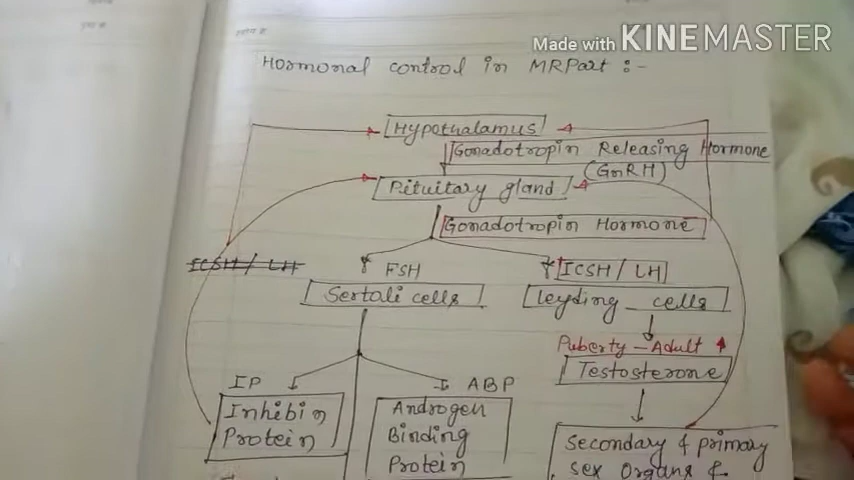 Made with KINEMASTER
Hormonal control in MRPart :-
Hypothalamus
Gonadotropin Releasing Hormone
(GnRH)
Pituitary gland
Gonadotropin Hormone
ICSH / LH
FSH
ICSH / LH
Sertali cells
Leyding cells
Puberty - Adult ↑
Testosterone
IP
ABP
Inhibin
Protein
Androgen
Binding
Protein
Secondary & primary
sex organs &